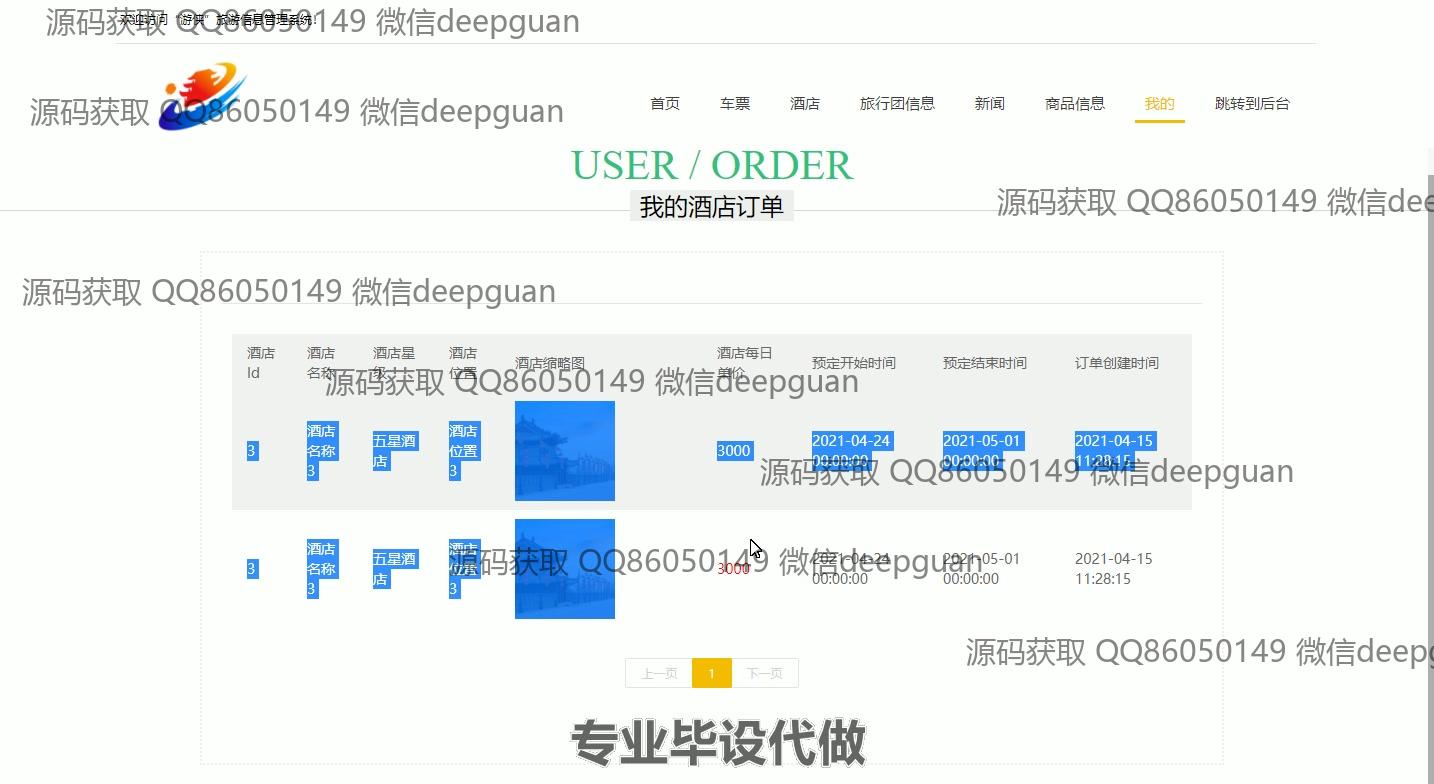 欢迎访问“游侠”旅游信息管理系统！
源码获取 QQ86050149 微信deepguan
源码获取 QQ86050149 微信deepguan
首页 车票 酒店 旅行团信息 新闻 商品信息 我的 跳转到后台
USER / ORDER
源码获取 QQ86050149 微信dee
我的酒店订单
源码获取 QQ86050149 微信deepguan
酒店Id 酒店名称 酒店星级 酒店位置 酒店缩略图 酒店每日单价 预定开始时间 预定结束时间 订单创建时间
源码获取 QQ86050149 微信deepguan
3 酒店名称3 五星酒店 酒店位置3 3000 2021-04-24 00:00:00 2021-05-01 00:00:00 2021-04-15 11:28:15
源码获取 QQ86050149 微信deepguan
3 酒店名称3 五星酒店 酒店位置3 3000 2021-04-24 00:00:00 2021-05-01 00:00:00 2021-04-15 11:28:15
源码获取 QQ86050149 微信deepguan
源码获取 QQ86050149 微信deep
上一页 1 下一页
专业毕设代做